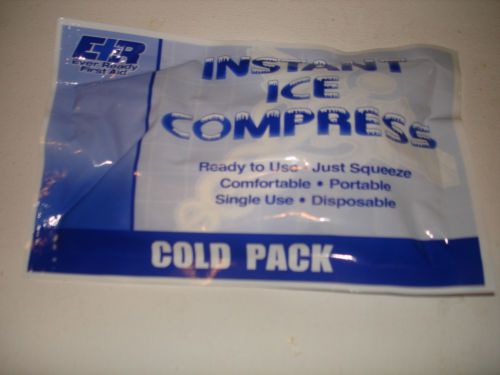 EHR
Ever Ready
First Aid
INSTANT
ICE
COMPRESS
Ready to Use • Just Squeeze
Comfortable • Portable
Single Use • Disposable
COLD PACK